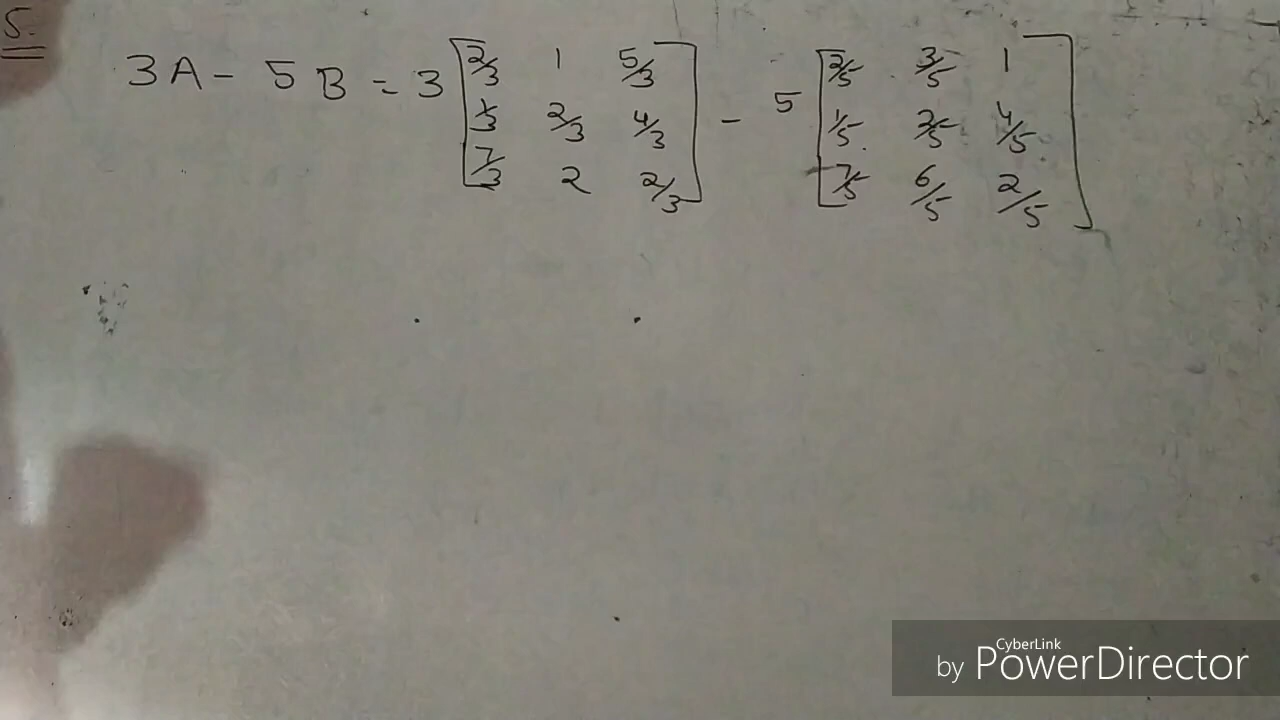 5.
3A - 5B = 3 [2/3 1 5/3 - 5 [2/5 3/5 1
1/3 2/3 4/3 1/5 2/5 4/5
7/3 2 2/3] 7/5 6/5 2/5]
CyberLink
by PowerDirector